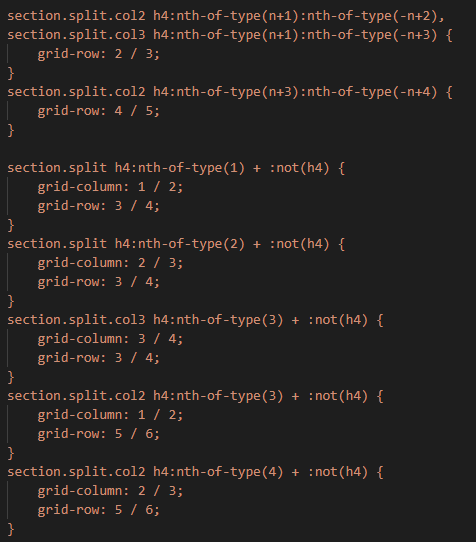 section.split.col2 h4:nth-of-type(n+1):nth-of-type(-n+2),
section.split.col3 h4:nth-of-type(n+1):nth-of-type(-n+3) {
    grid-row: 2 / 3;
}
section.split.col2 h4:nth-of-type(n+3):nth-of-type(-n+4) {
    grid-row: 4 / 5;
}

section.split h4:nth-of-type(1) + :not(h4) {
    grid-column: 1 / 2;
    grid-row: 3 / 4;
}
section.split h4:nth-of-type(2) + :not(h4) {
    grid-column: 2 / 3;
    grid-row: 3 / 4;
}
section.split.col3 h4:nth-of-type(3) + :not(h4) {
    grid-column: 3 / 4;
    grid-row: 3 / 4;
}
section.split.col2 h4:nth-of-type(3) + :not(h4) {
    grid-column: 1 / 2;
    grid-row: 5 / 6;
}
section.split.col2 h4:nth-of-type(4) + :not(h4) {
    grid-column: 2 / 3;
    grid-row: 5 / 6;
}